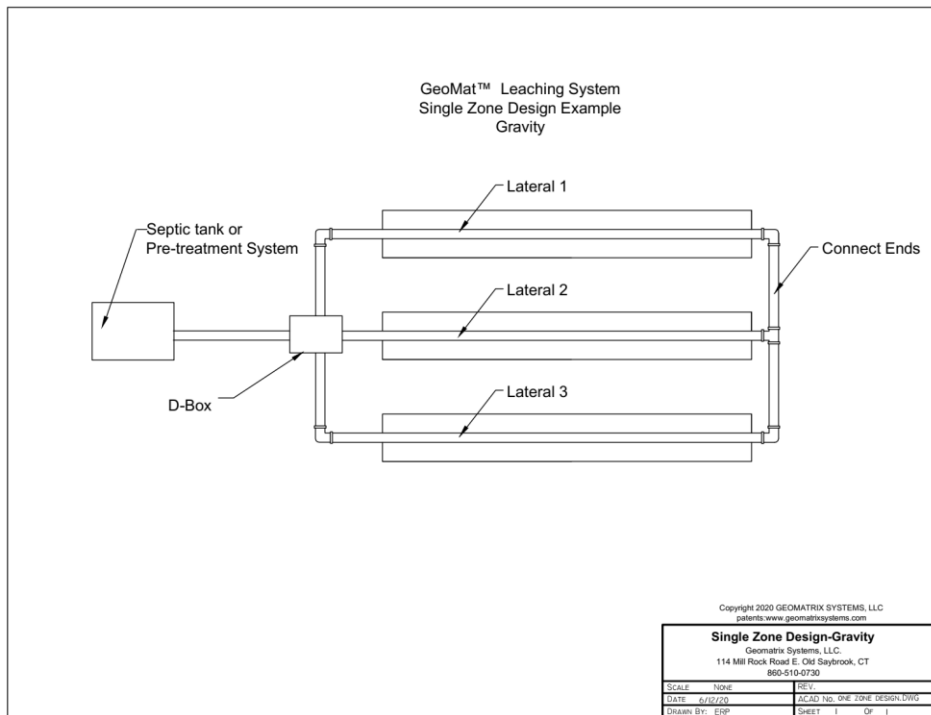 GeoMat™ Leaching System
Single Zone Design Example
Gravity
Lateral 1
Septic tank or
Pre-treatment System
Connect Ends
Lateral 2
D-Box
Lateral 3
Copyright 2020 GEOMATRIX SYSTEMS, LLC
patents:www.geomatrixsystems.com
Single Zone Design-Gravity
Geomatrix Systems, LLC.
114 Mill Rock Road E. Old Saybrook, CT
860-510-0730
SCALE NONE REV.
DATE 6/12/20 ACAD No. ONE ZONE DESIGN.DWG
DRAWN BY: ERP SHEET 1 OF 1